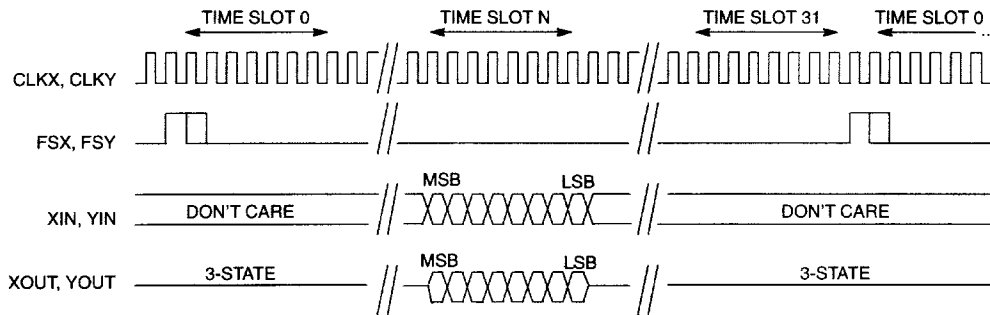 TIME SLOT 0 TIME SLOT N TIME SLOT 31 TIME SLOT 0
...
CLKX, CLKY
FSX, FSY
MSB LSB
XIN, YIN DON'T CARE DON'T CARE
MSB LSB
XOUT, YOUT 3-STATE 3-STATE